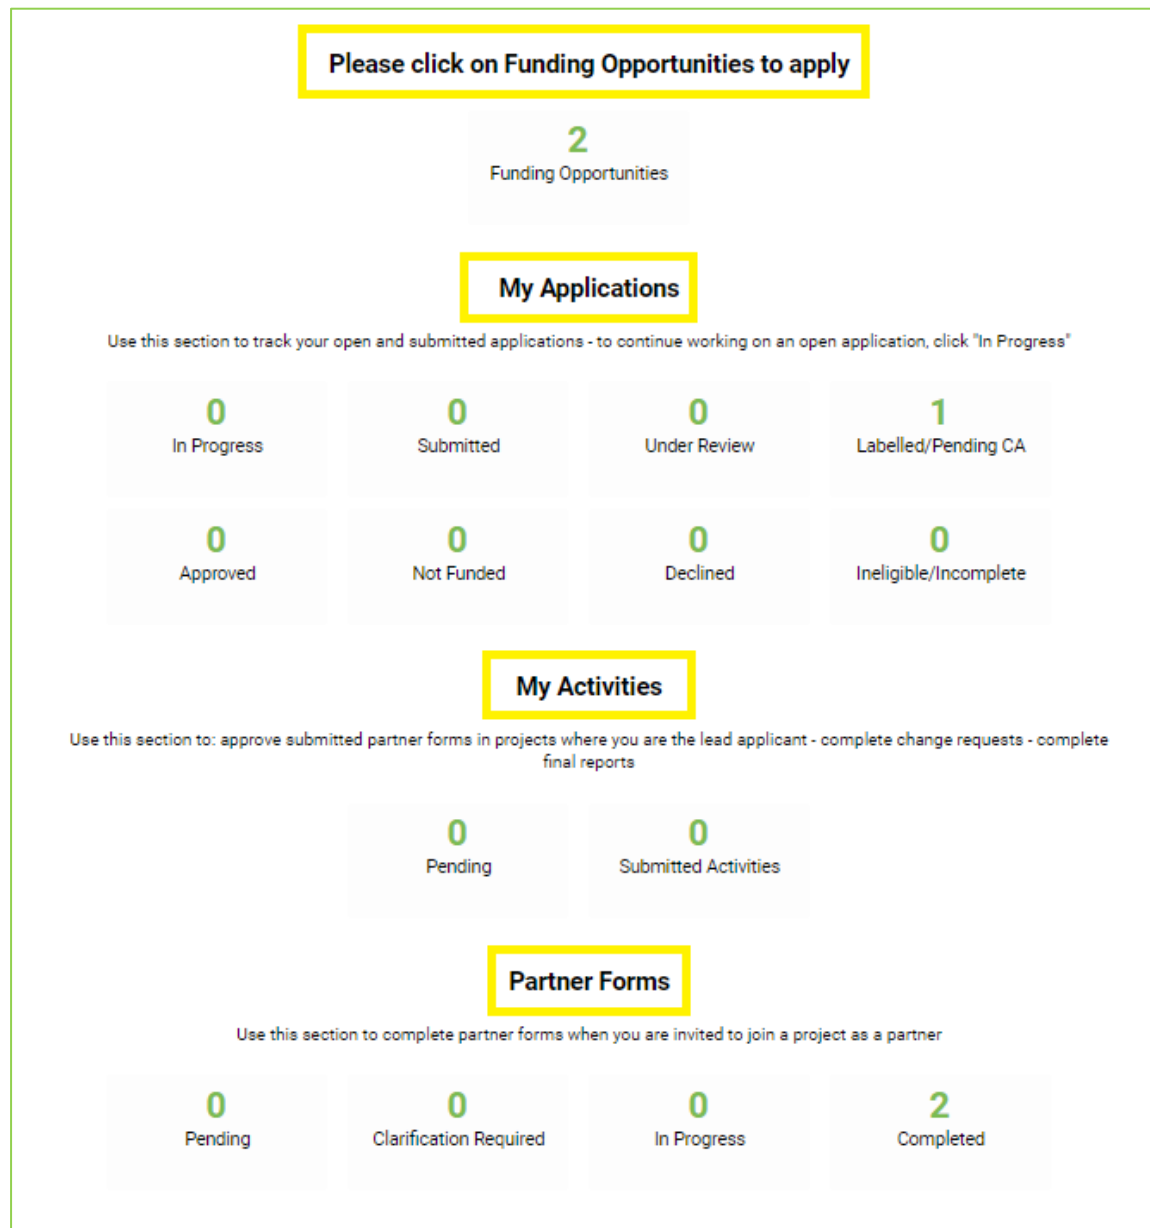 Please click on Funding Opportunities to apply
2
Funding Opportunities
My Applications
Use this section to track your open and submitted applications - to continue working on an open application, click "In Progress"
0 0 0 1
In Progress Submitted Under Review Labelled/Pending CA
0 0 0 0
Approved Not Funded Declined Ineligible/Incomplete
My Activities
Use this section to: approve submitted partner forms in projects where you are the lead applicant - complete change requests - complete
final reports
0 0
Pending Submitted Activities
Partner Forms
Use this section to complete partner forms when you are invited to join a project as a partner
0 0 0 2
Pending Clarification Required In Progress Completed